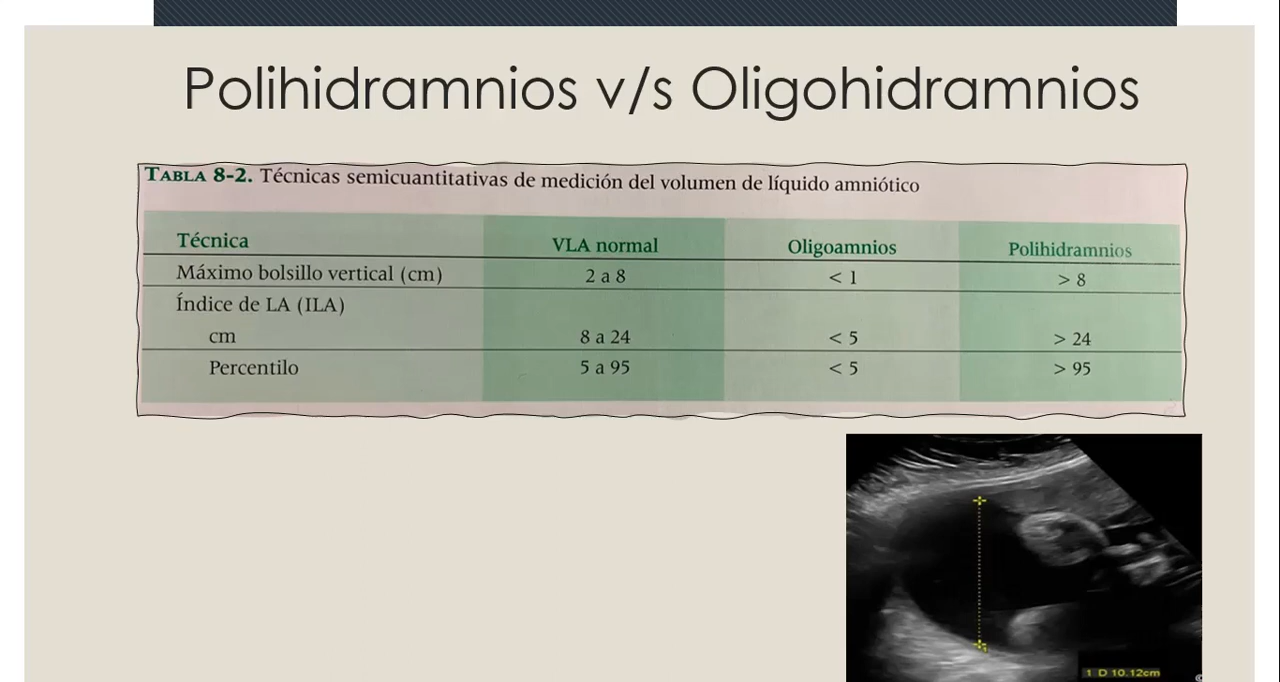 Polihidramnios v/s Oligohidramnios
TABLA 8-2. Técnicas semicuantitativas de medición del volumen de líquido amniótico
Técnica VLA normal Oligoamnios Polihidramnios
Máximo bolsillo vertical (cm) 2 a 8 < 1 > 8
Índice de LA (ILA)
cm 8 a 24 < 5 > 24
Percentilo 5 a 95 < 5 > 95
1 D 10.12cm